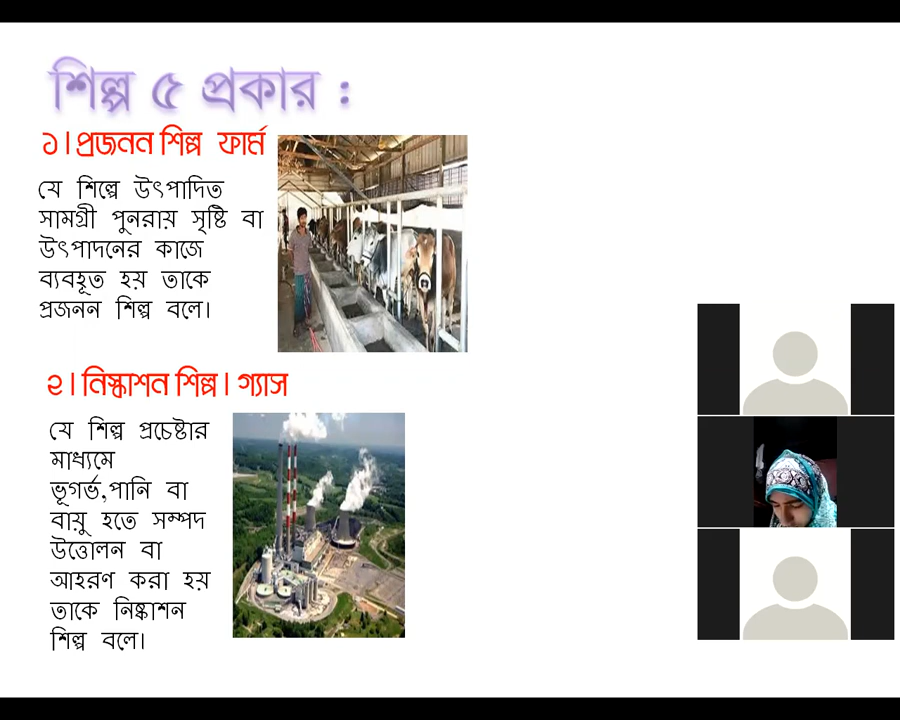 শিল্প ৫ প্রকার :
১। প্রজনন শিল্প ফার্ম
যে শিল্পে উৎপাদিত
সামগ্রী পুনরায় সৃষ্টি বা
উৎপাদনের কাজে
ব্যবহূত হয় তাকে
প্রজনন শিল্প বলে।
২। নিস্কাশন শিল্প। গ্যাস
যে শিল্প প্রচেষ্টার
মাধ্যমে
ভূগর্ভ,পানি বা
বায়ু হতে সম্পদ
উত্তোলন বা
আহরণ করা হয়
তাকে নিষ্কাশন
শিল্প বলে।